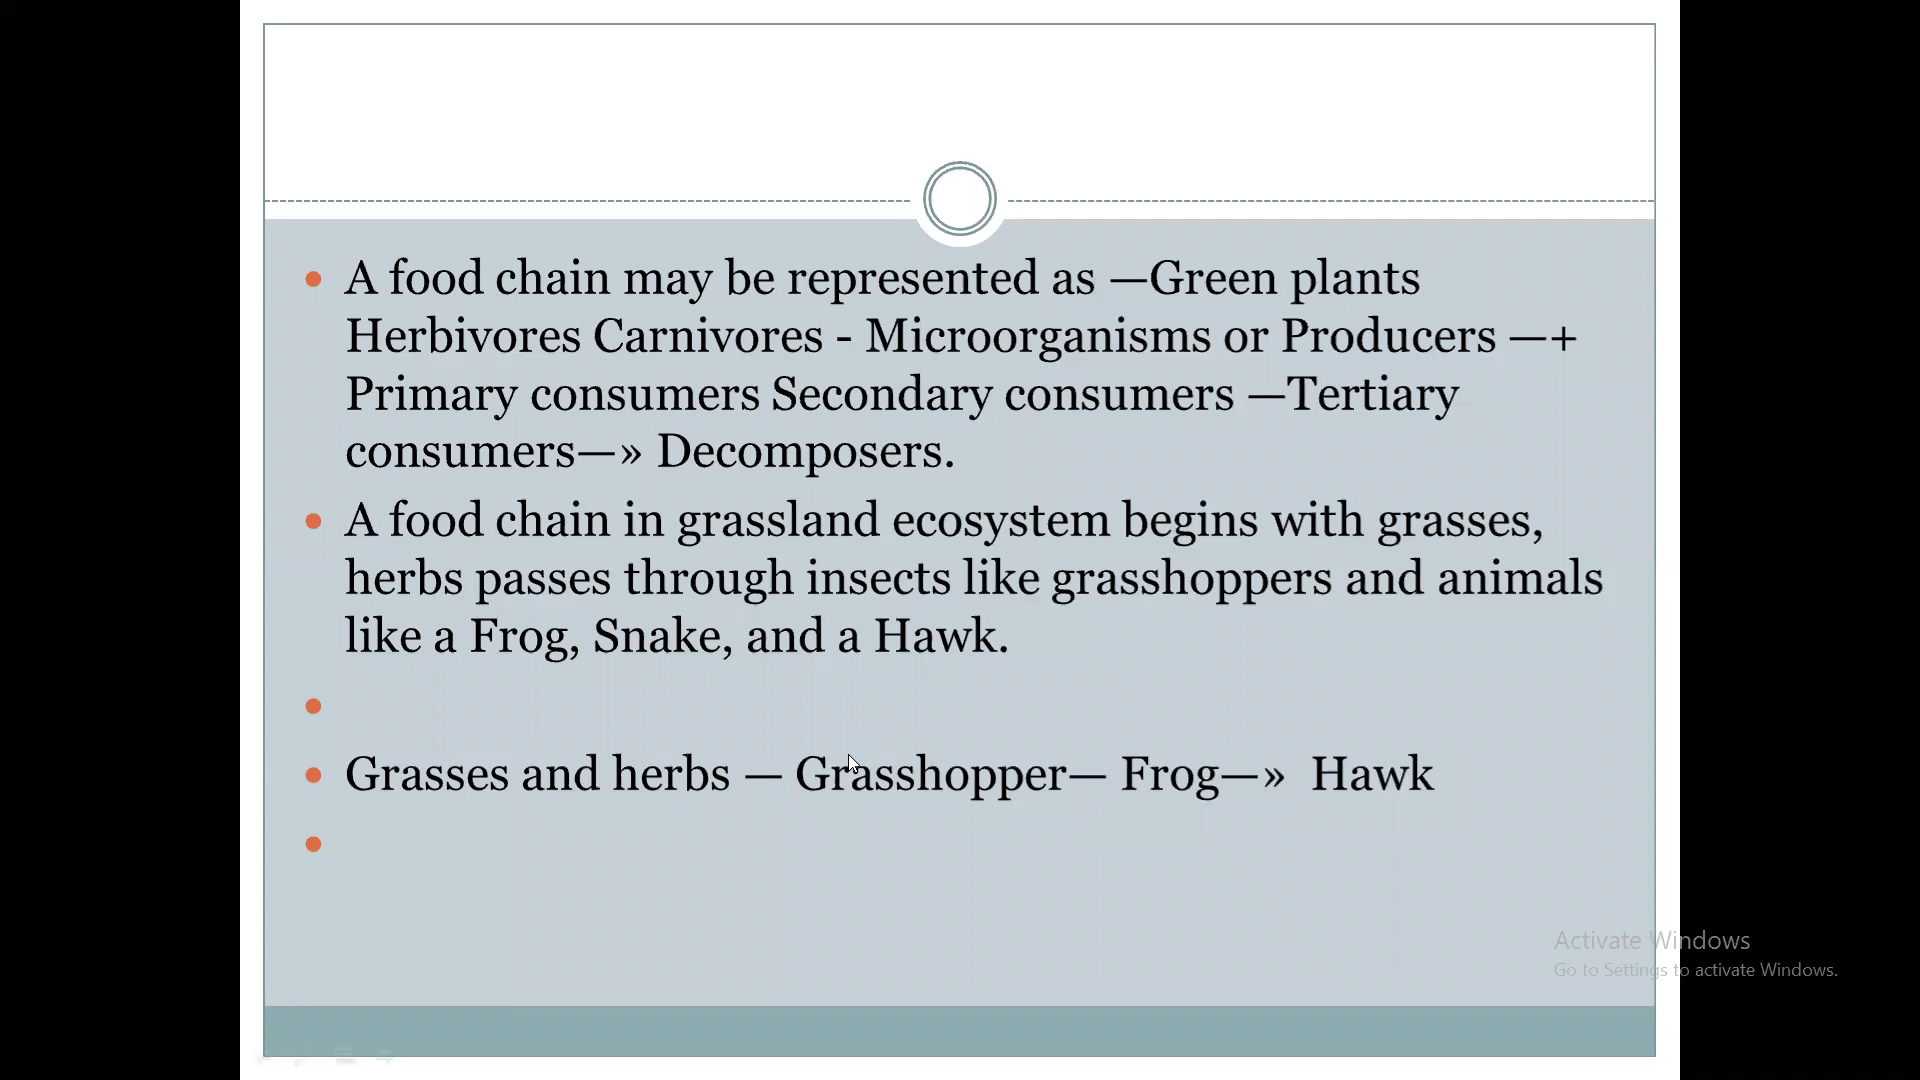 A food chain may be represented as —Green plants
Herbivores Carnivores - Microorganisms or Producers —+
Primary consumers Secondary consumers —Tertiary
consumers—» Decomposers.
A food chain in grassland ecosystem begins with grasses,
herbs passes through insects like grasshoppers and animals
like a Frog, Snake, and a Hawk.
Grasses and herbs — Grasshopper— Frog—» Hawk
Activate Windows
Go to Settings to activate Windows.